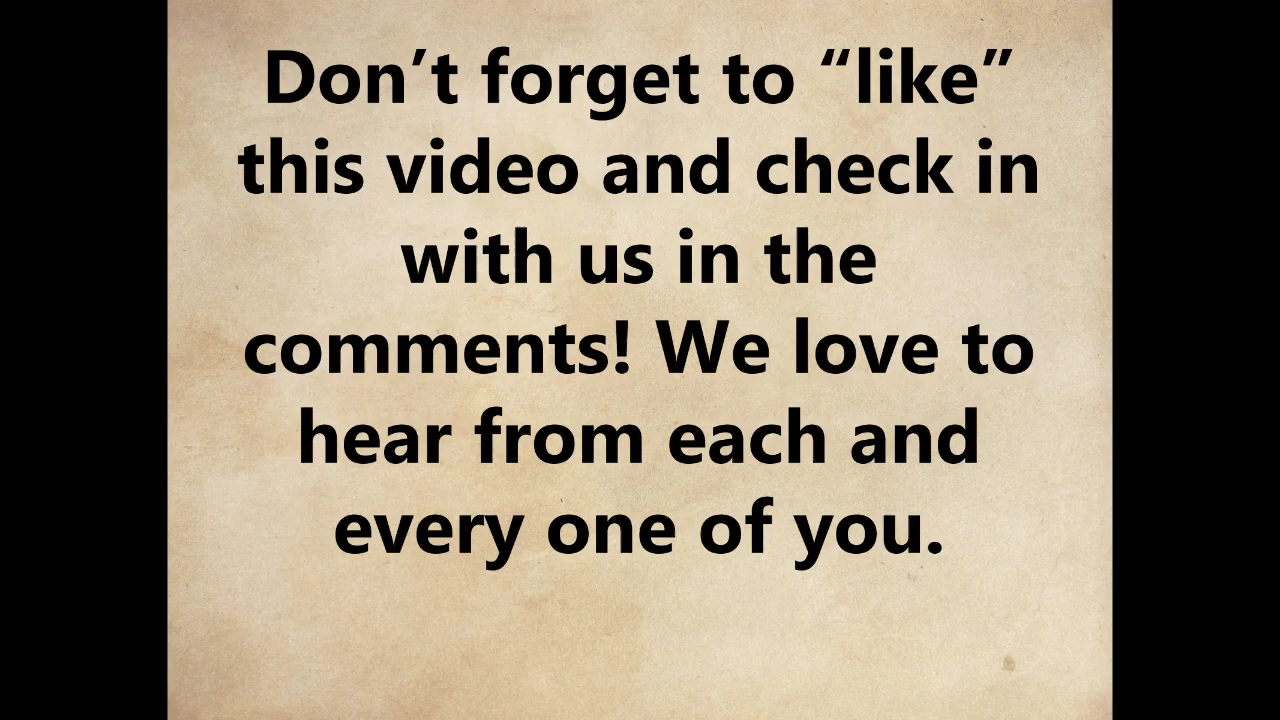 Don’t forget to “like”
this video and check in
with us in the
comments! We love to
hear from each and
every one of you.